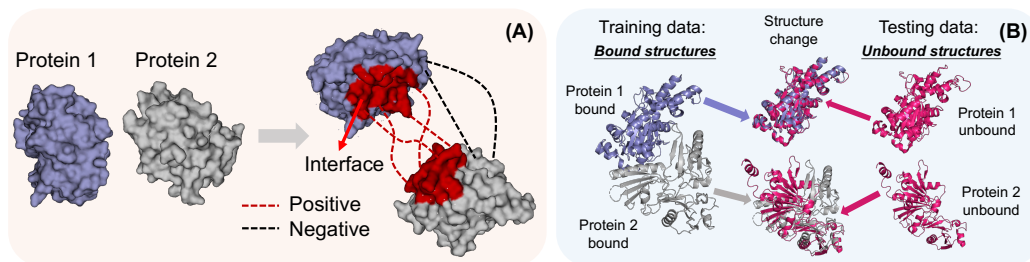 (A)
Protein 1
Protein 2
Interface
Positive
Negative
(B)
Training data:
Bound structures
Structure
change
Testing data:
Unbound structures
Protein 1
bound
Protein 1
unbound
Protein 2
bound
Protein 2
unbound